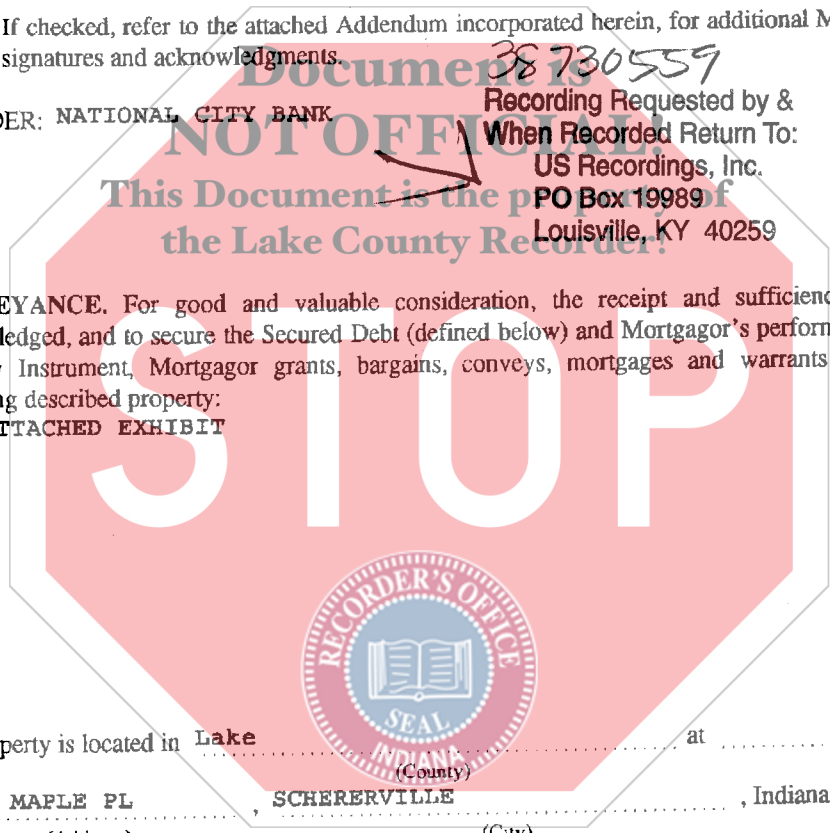 If checked, refer to the attached Addendum incorporated herein, for additional M
signatures and acknowledgments.
38730559
Document is
NOT OFFICIAL!
This Document is the property of
the Lake County Recorder!
DER: NATIONAL CITY BANK
Recording Requested by &
When Recorded Return To:
US Recordings, Inc.
PO Box 19989
Louisville, KY 40259
EYANCE. For good and valuable consideration, the receipt and sufficienc
ledged, and to secure the Secured Debt (defined below) and Mortgagor's perform
Instrument, Mortgagor grants, bargains, conveys, mortgages and warrants
ng described property:
TTACHED EXHIBIT
STOP
RECORDER'S OFFICE
SEAL
INDIANA
perty is located in Lake at
(County)
MAPLE PL , SCHERERVILLE , Indiana
(City)